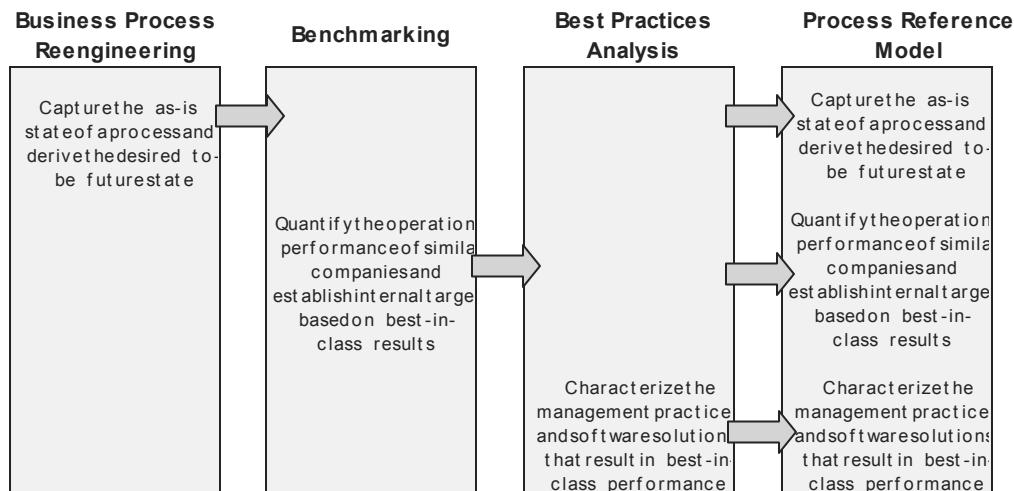 Business Process
Reengineering
Benchmarking
Best Practices
Analysis
Process Reference
Model
Capture the as-is
state of a process and
derive the desired to-
be future state
Quantify the operation
performance of simila
companies and
establish internal targe
based on best-in-
class results
Characterize the
management practice
and software solution
that result in best-in-
class performance
Capture the as-is
state of a process and
derive the desired to-
be future state
Quantify the operation
performance of simila
companies and
establish internal targe
based on best-in-
class results
Characterize the
management practice
and software solutions
that result in best-in-
class performance